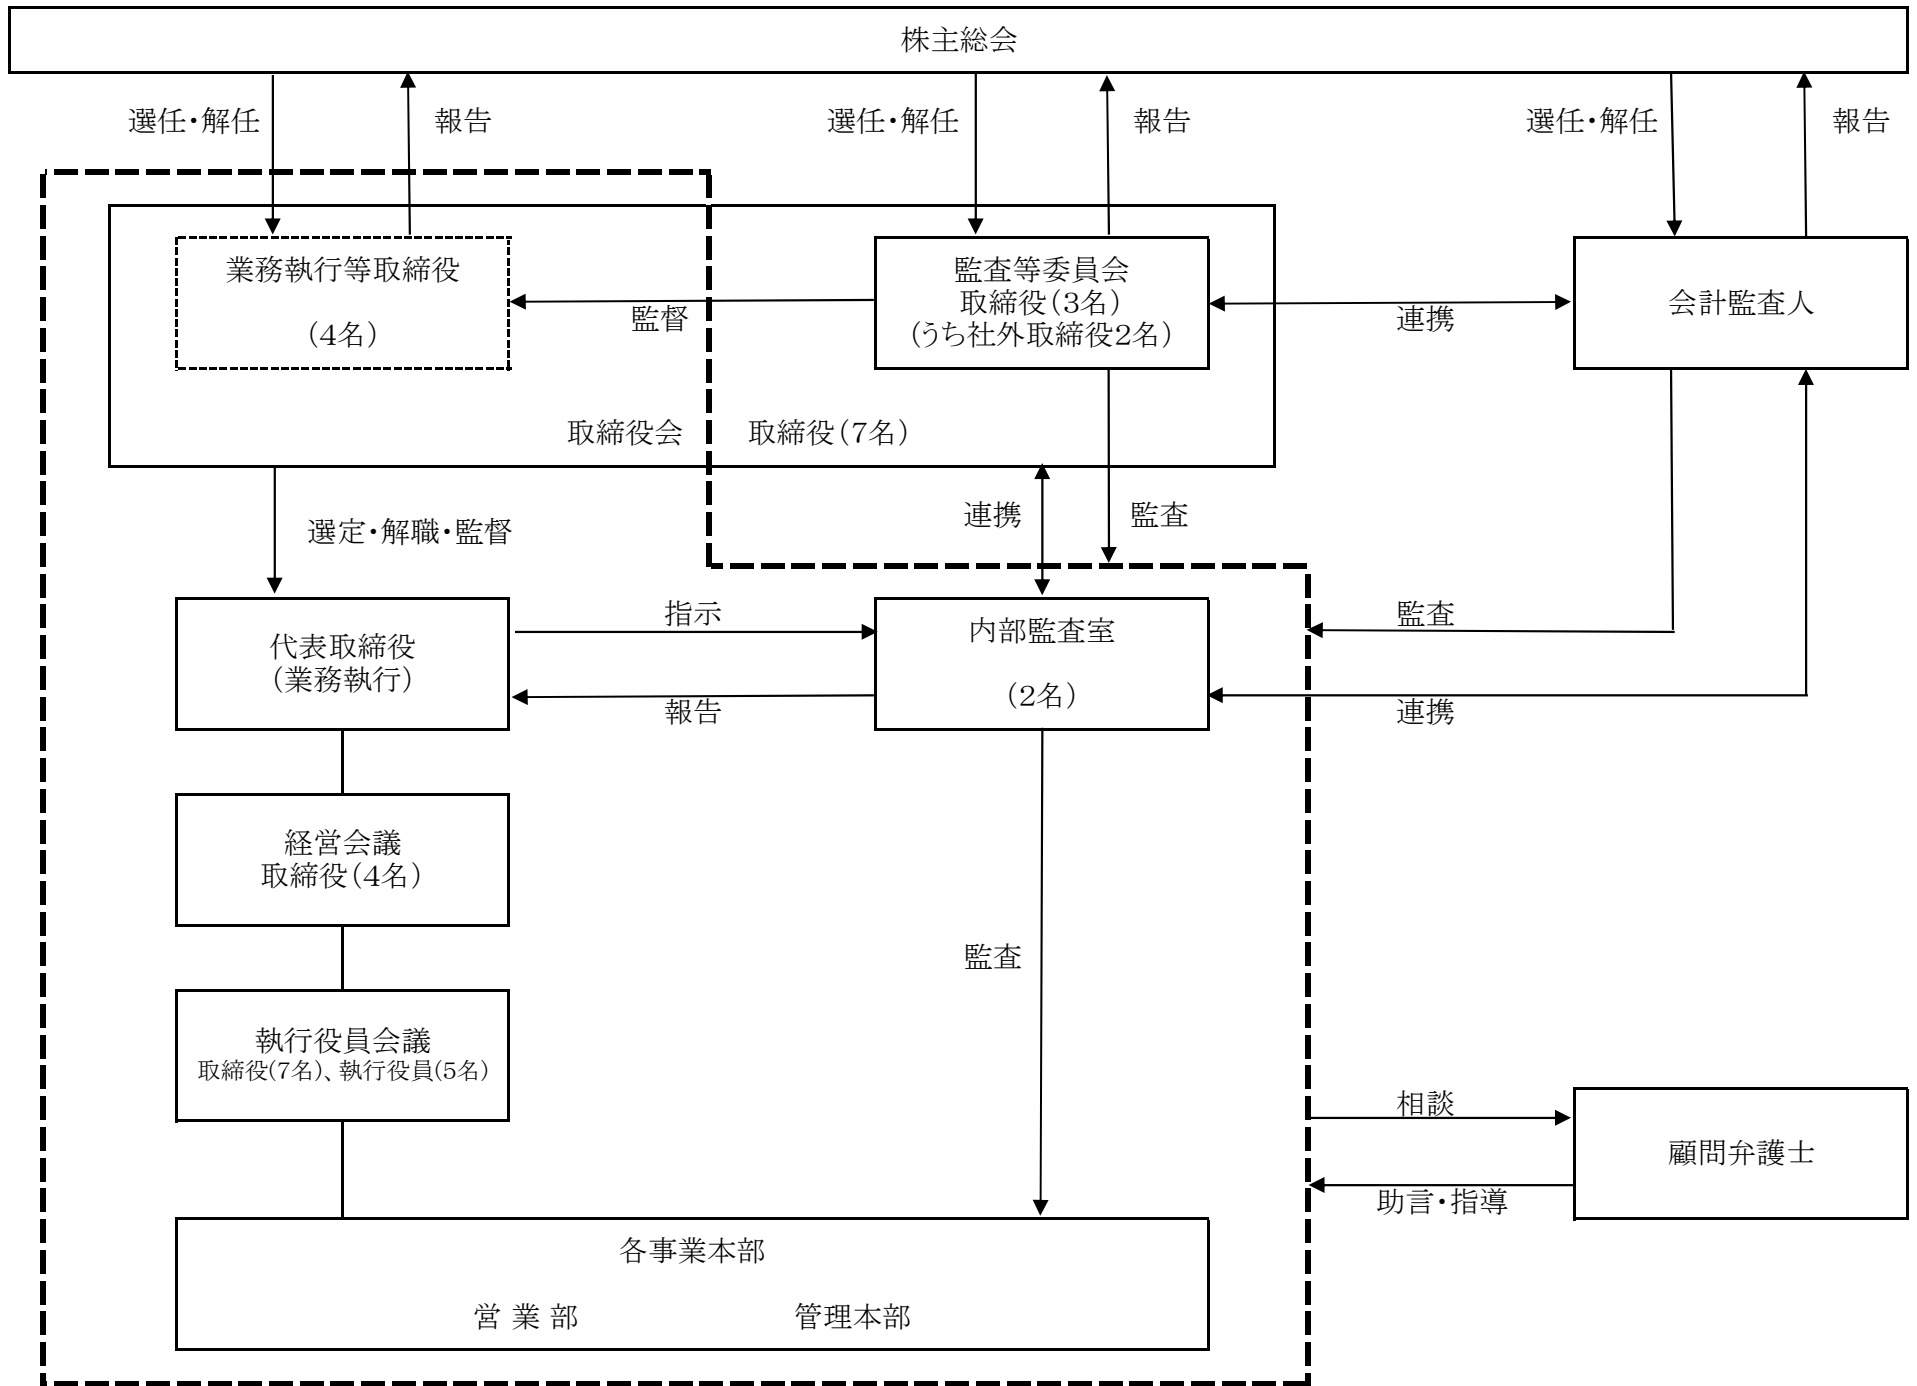 株主総会
選任・解任
報告
選任・解任
報告
選任・解任
報告
業務執行等取締役
(4名)
監督
監査等委員会
取締役(3名)
(うち社外取締役2名)
連携
会計監査人
取締役会
取締役(7名)
選定・解職・監督
連携
監査
代表取締役
(業務執行)
指示
報告
内部監査室
(2名)
監査
連携
経営会議
取締役(4名)
監査
執行役員会議
取締役(7名)、執行役員(5名)
相談
助言・指導
顧問弁護士
各事業本部
営 業 部
管理本部